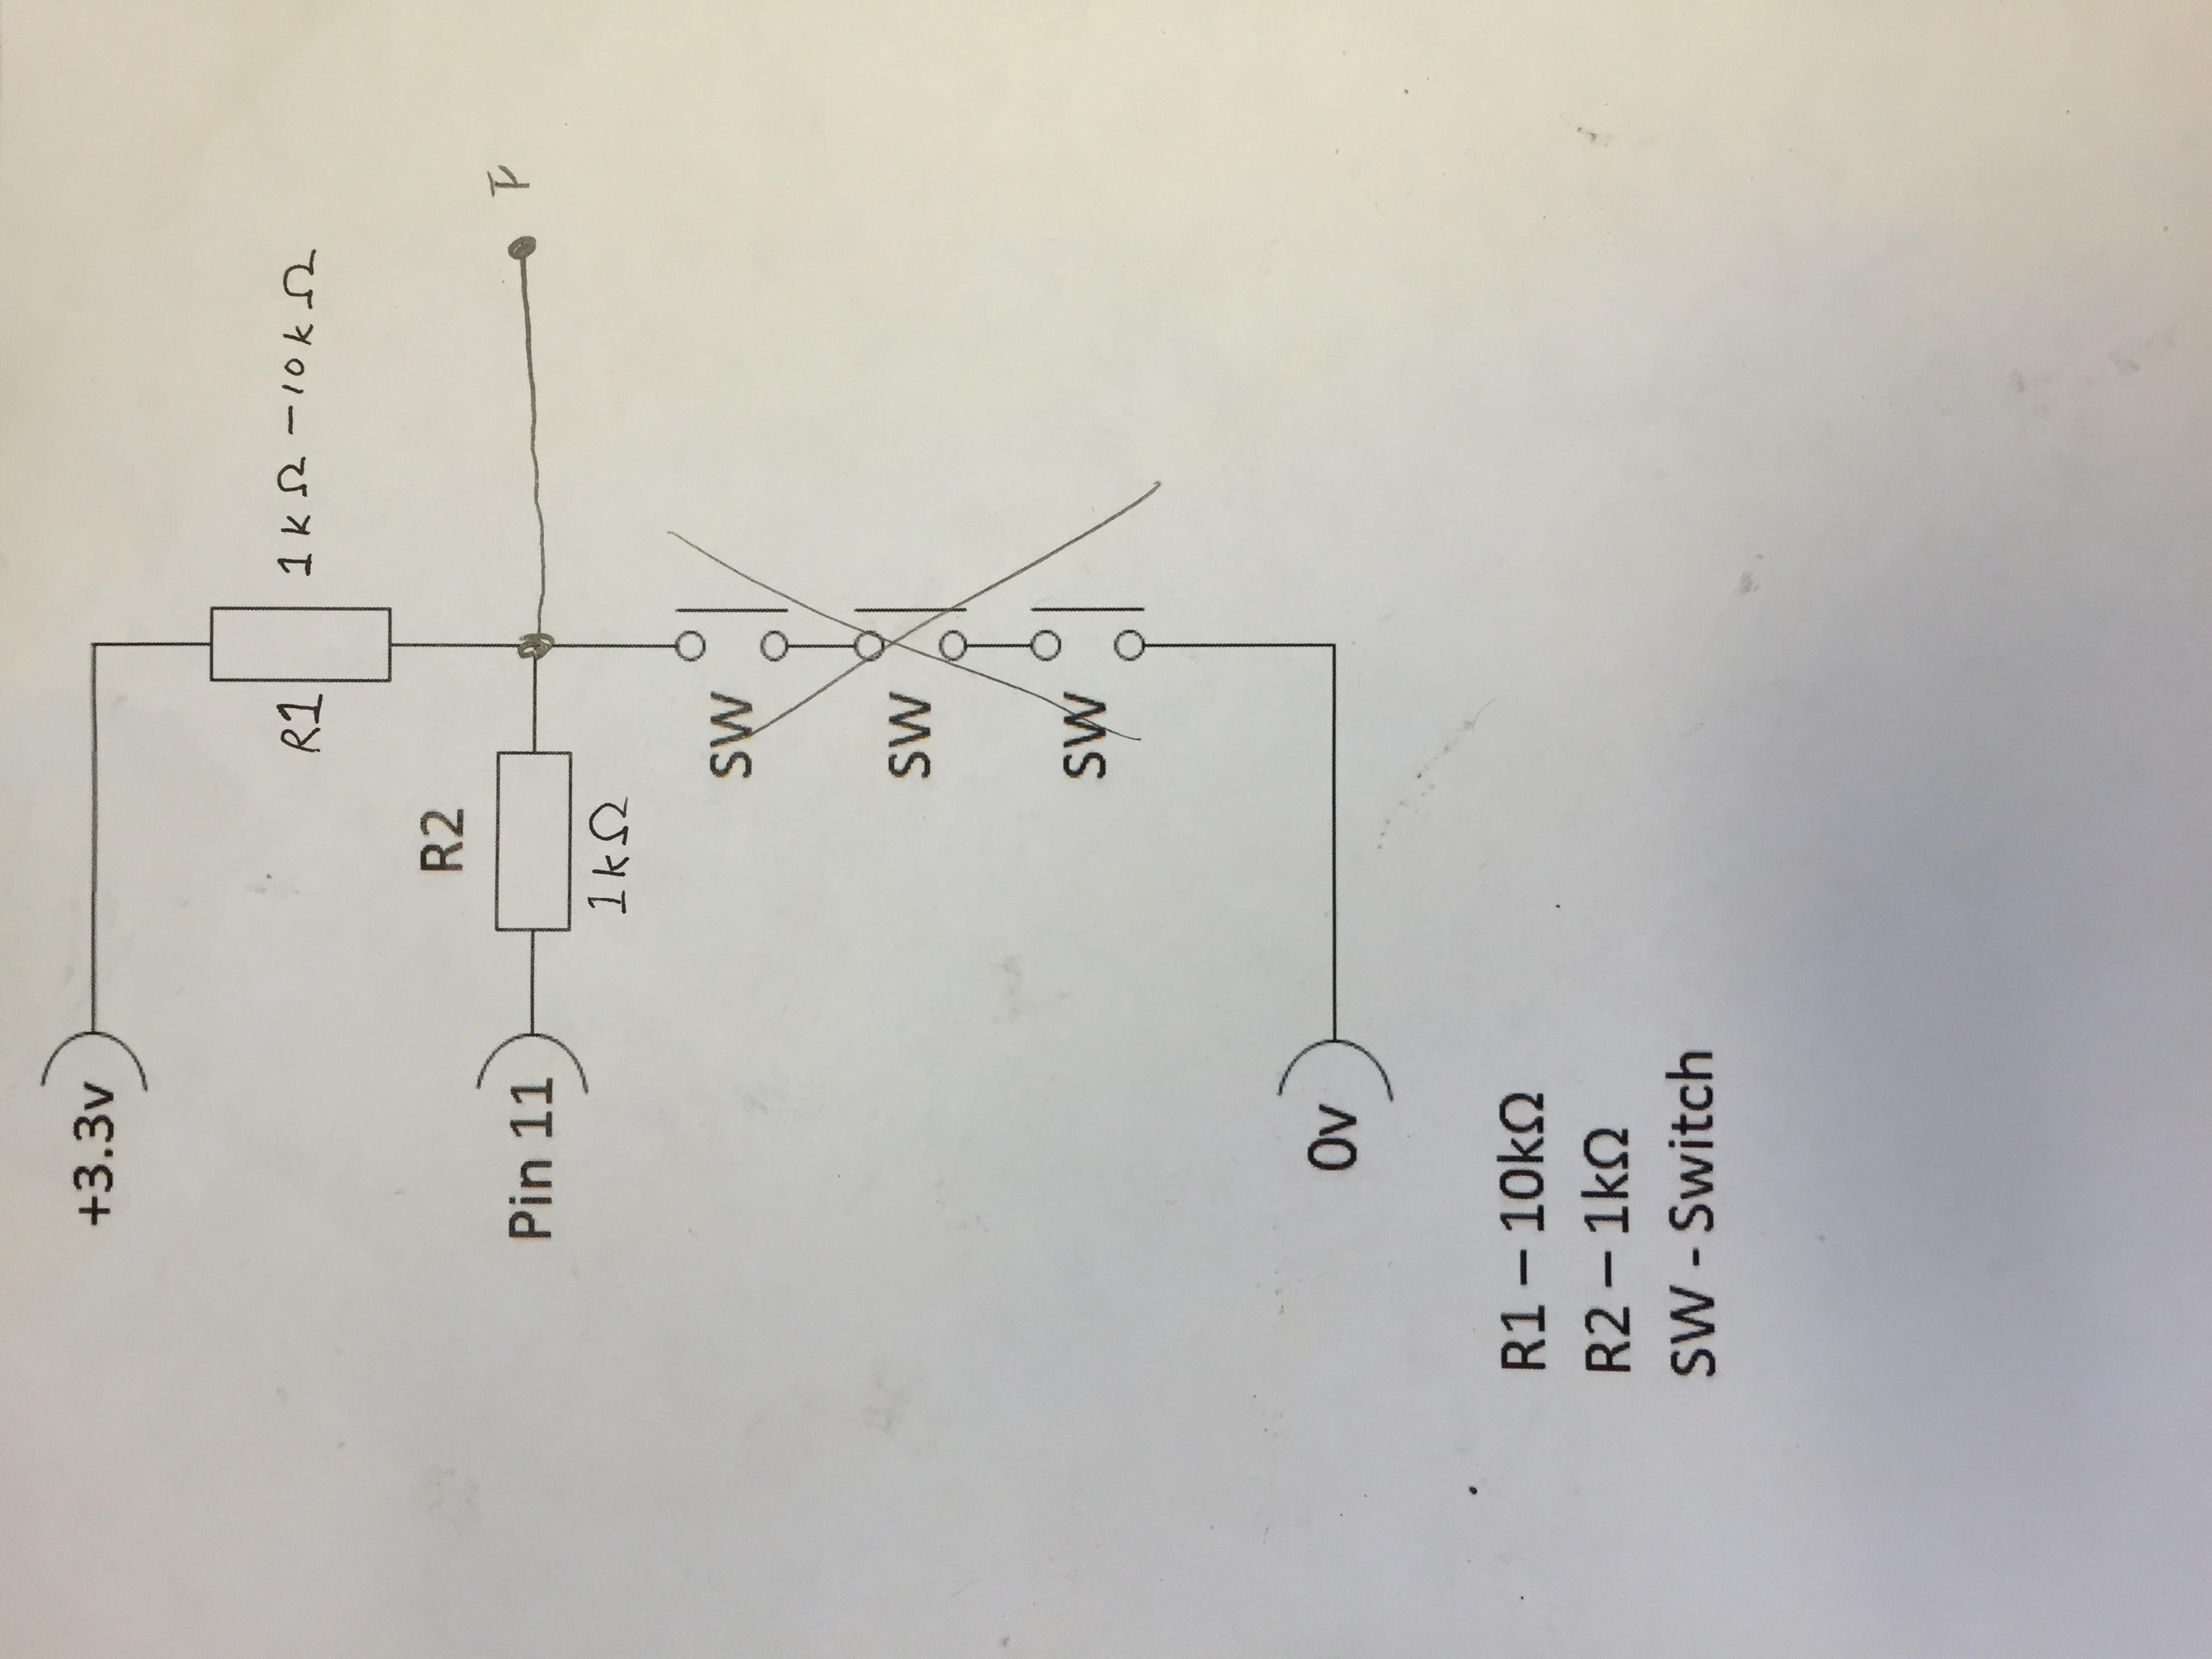 +3.3v
R1 1kΩ-10kΩ
R2
Pin 11
1kΩ
SW
SW
SW
0v
R1 – 10kΩ
R2 – 1kΩ
SW - Switch